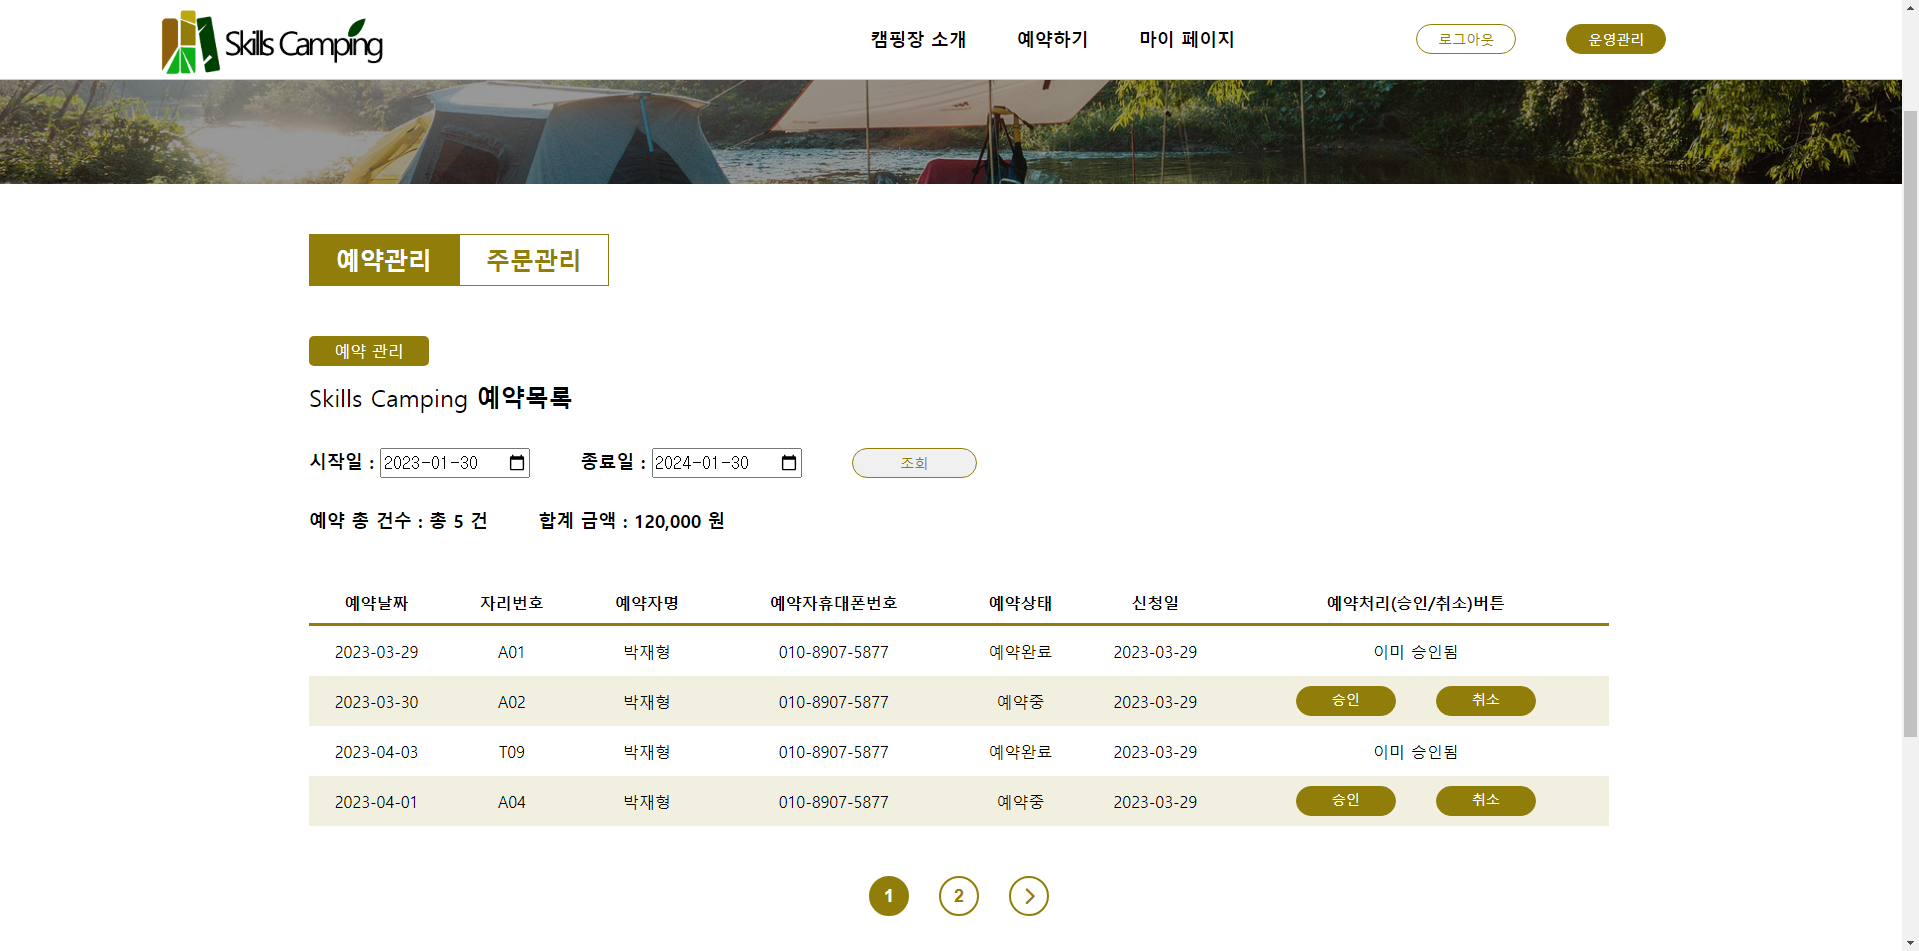 Skills Camping
캠핑장 소개 예약하기 마이 페이지 로그아웃 운영관리
예약관리 주문관리
예약 관리
Skills Camping 예약목록
시작일 : 2023-01-30 종료일 : 2024-01-30 조회
예약 총 건수 : 총 5 건 합계 금액 : 120,000 원
예약날짜 자리번호 예약자명 예약자휴대폰번호 예약상태 신청일 예약처리(승인/취소)버튼
2023-03-29 A01 박재형 010-8907-5877 예약완료 2023-03-29 이미 승인됨
2023-03-30 A02 박재형 010-8907-5877 예약중 2023-03-29 승인 취소
2023-04-03 T09 박재형 010-8907-5877 예약완료 2023-03-29 이미 승인됨
2023-04-01 A04 박재형 010-8907-5877 예약중 2023-03-29 승인 취소
1 2